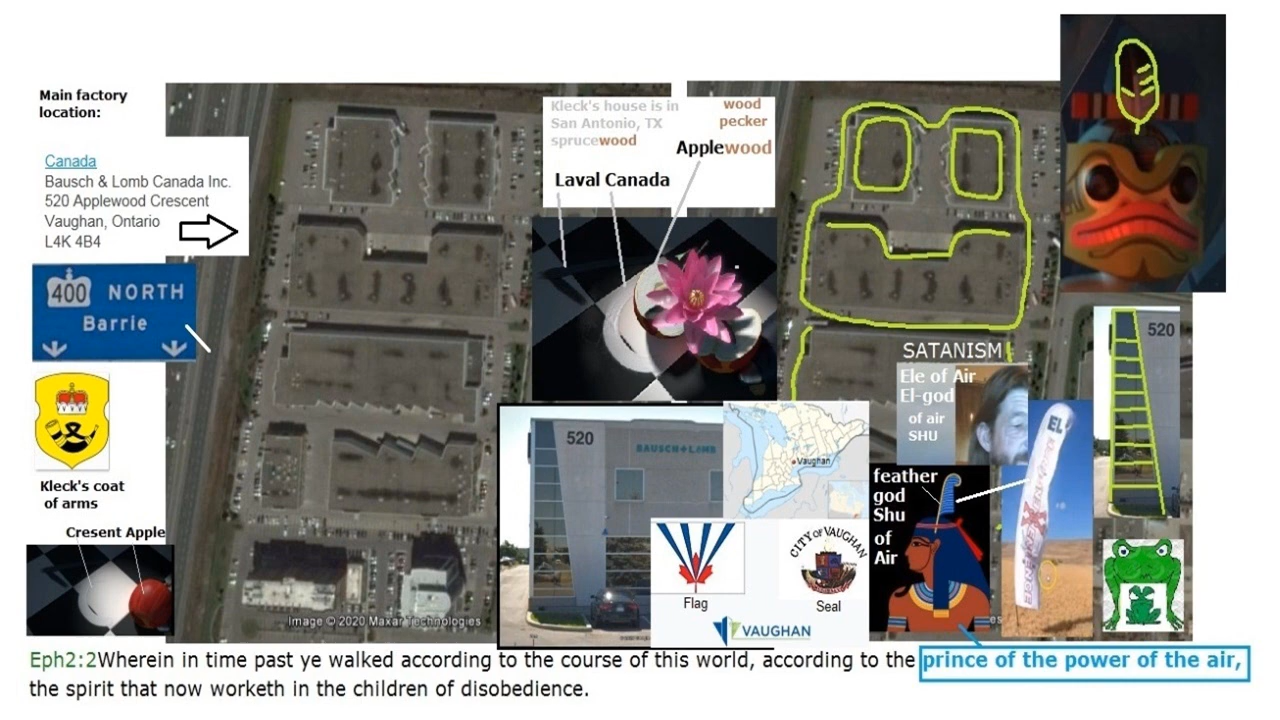 Main factory
location:
Canada
Bausch & Lomb Canada Inc.
520 Applewood Crescent
Vaughan, Ontario
L4K 4B4
400 NORTH
Barrie
Kleck's coat
of arms
Cresent Apple
Image © 2020 Maxar Technologies
Kleck's house is in
San Antonio, TX
sprucewood
wood
pecker
Applewood
Laval Canada
520
BAUSCH+LOMB
Vaughan
Flag
CITY OF VAUGHAN
Seal
VAUGHAN
SATANISM
Ele of Air
El-god
of air
SHU
feather
god
Shu
of
Air
EL
520
Eph2:2Wherein in time past ye walked according to the course of this world, according to the prince of the power of the air,
the spirit that now worketh in the children of disobedience.